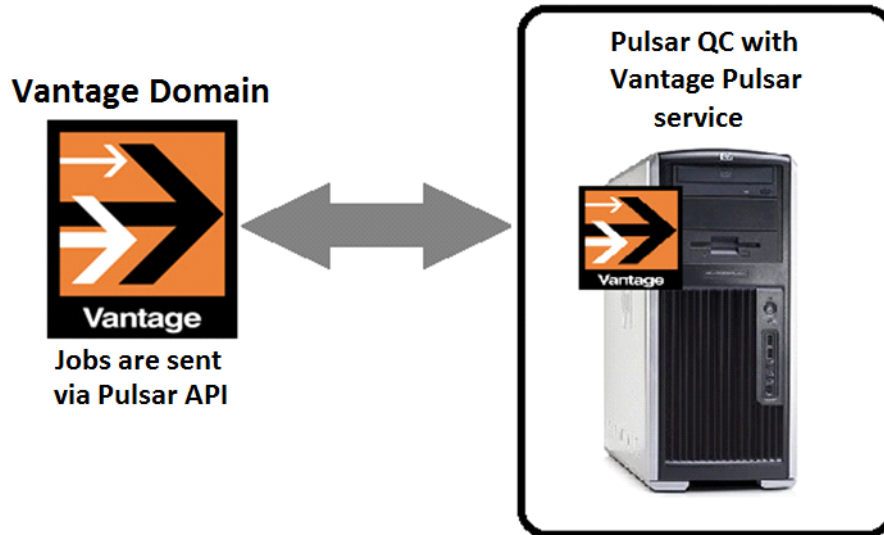 Vantage Domain
Vantage
Jobs are sent
via Pulsar API
Pulsar QC with
Vantage Pulsar
service
Vantage